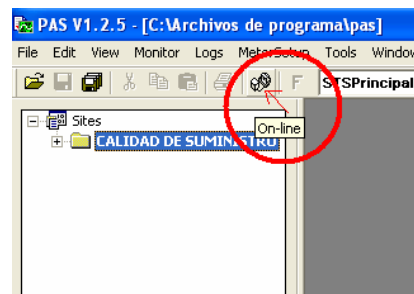 PAS V1.2.5 - [C:\Archivos de programa\pas]
File Edit View Monitor Logs MeterSetup Tools Window
F STSPrincipal
On-line
Sites
CALIDAD DE SUMINISTRO